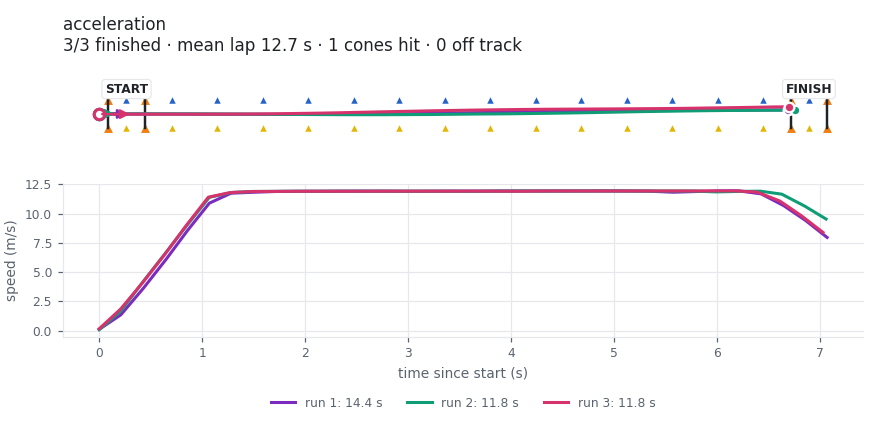 acceleration
3/3 finished · mean lap 12.7 s · 1 cones hit · 0 off track
START
FINISH
12.5
10.0
7.5
5.0
2.5
0.0
speed (m/s)
0 1 2 3 4 5 6 7
time since start (s)
run 1: 14.4 s run 2: 11.8 s run 3: 11.8 s